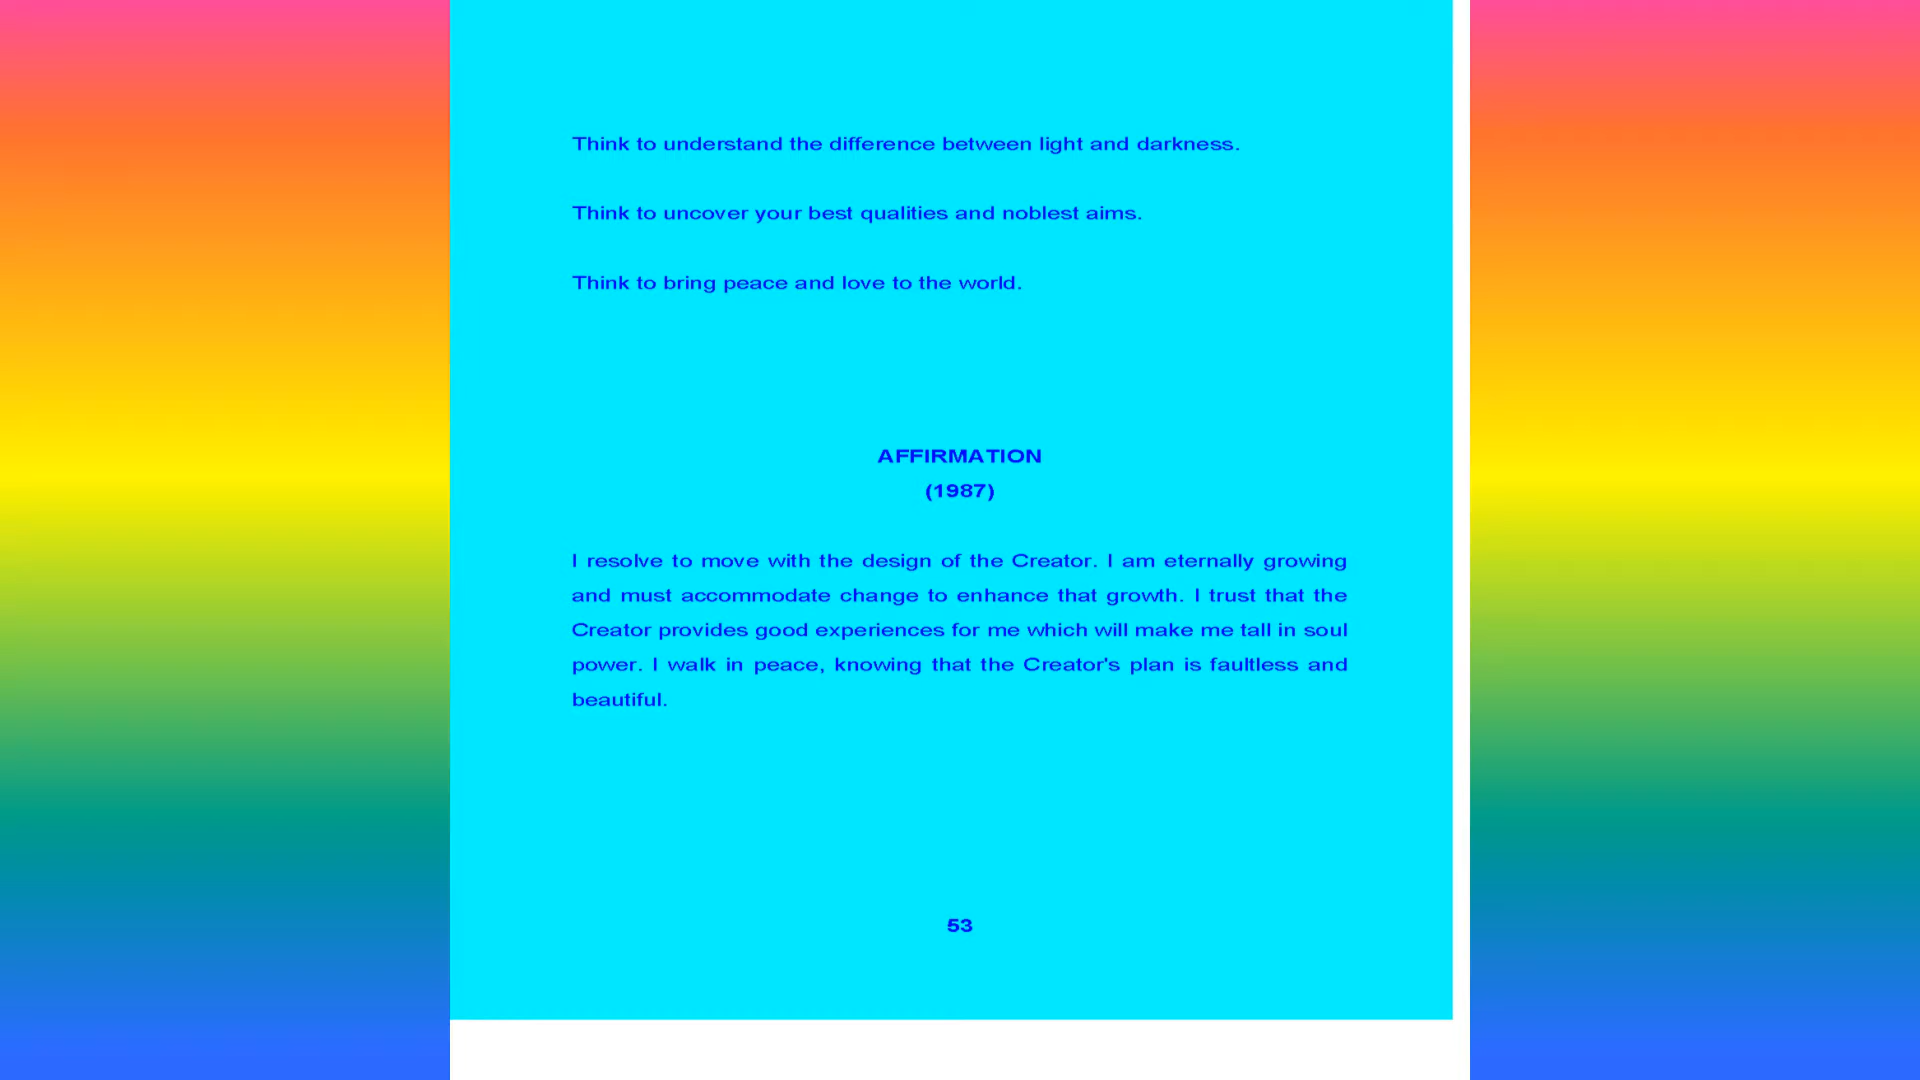 Think to understand the difference between light and darkness.
Think to uncover your best qualities and noblest aims.
Think to bring peace and love to the world.
AFFIRMATION
(1987)
I resolve to move with the design of the Creator. I am eternally growing
and must accommodate change to enhance that growth. I trust that the
Creator provides good experiences for me which will make me tall in soul
power. I walk in peace, knowing that the Creator's plan is faultless and
beautiful.
53